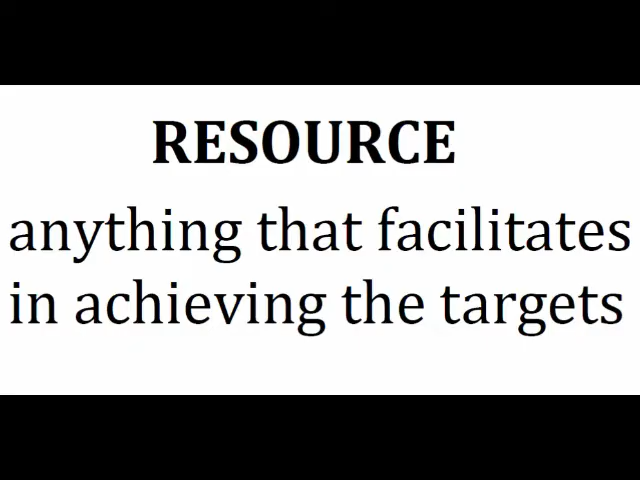 RESOURCE
anything that facilitates
in achieving the targets